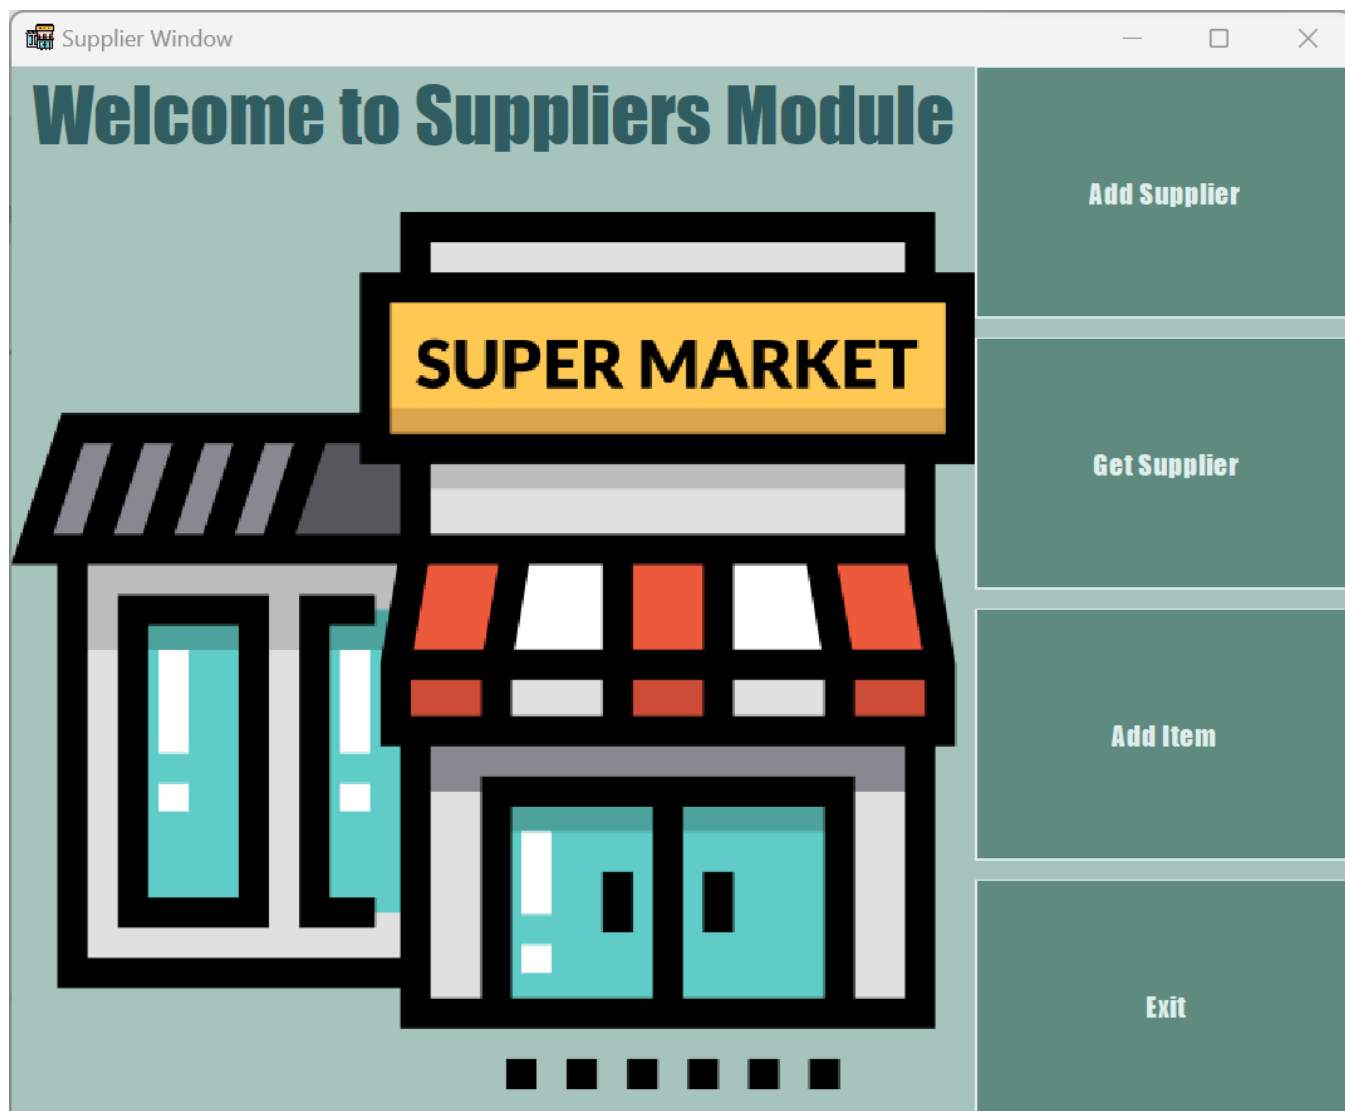 Supplier Window
Welcome to Suppliers Module
SUPER MARKET
Add Supplier
Get Supplier
Add Item
Exit